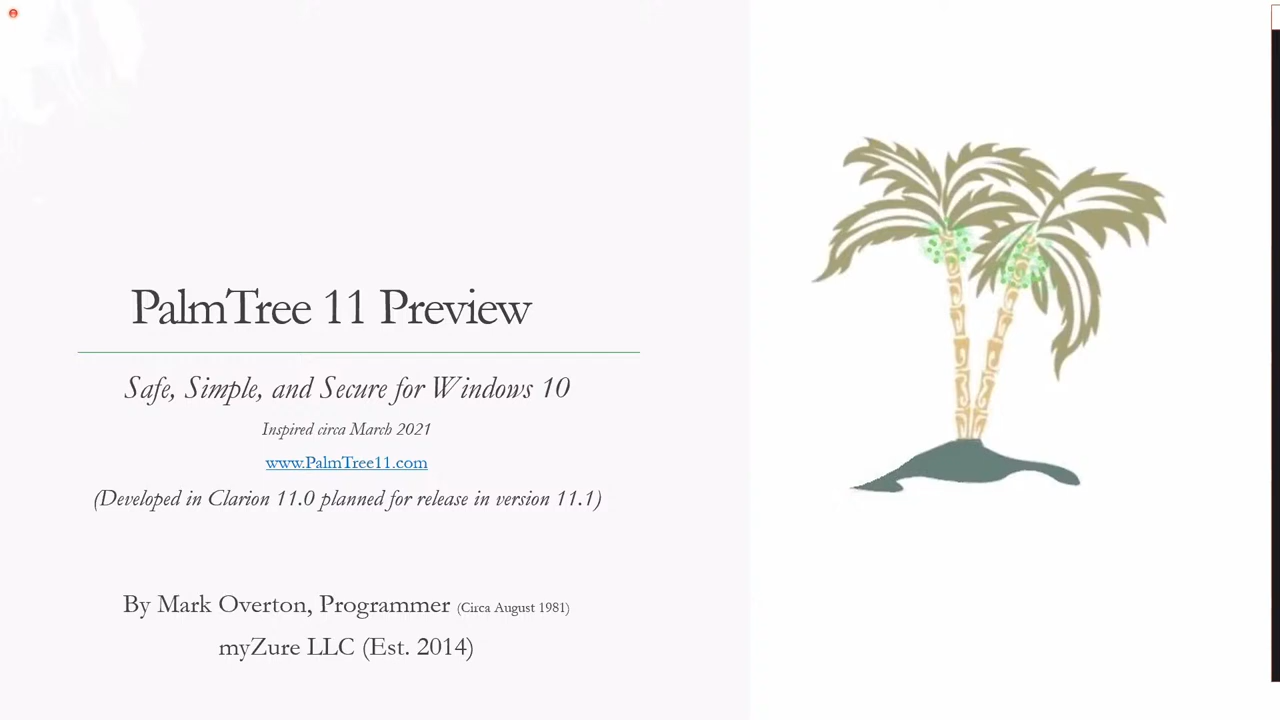 PalmTree 11 Preview
Safe, Simple, and Secure for Windows 10
Inspired circa March 2021
www.PalmTree11.com
(Developed in Clarion 11.0 planned for release in version 11.1)
By Mark Overton, Programmer (Circa August 1981)
myZure LLC (Est. 2014)